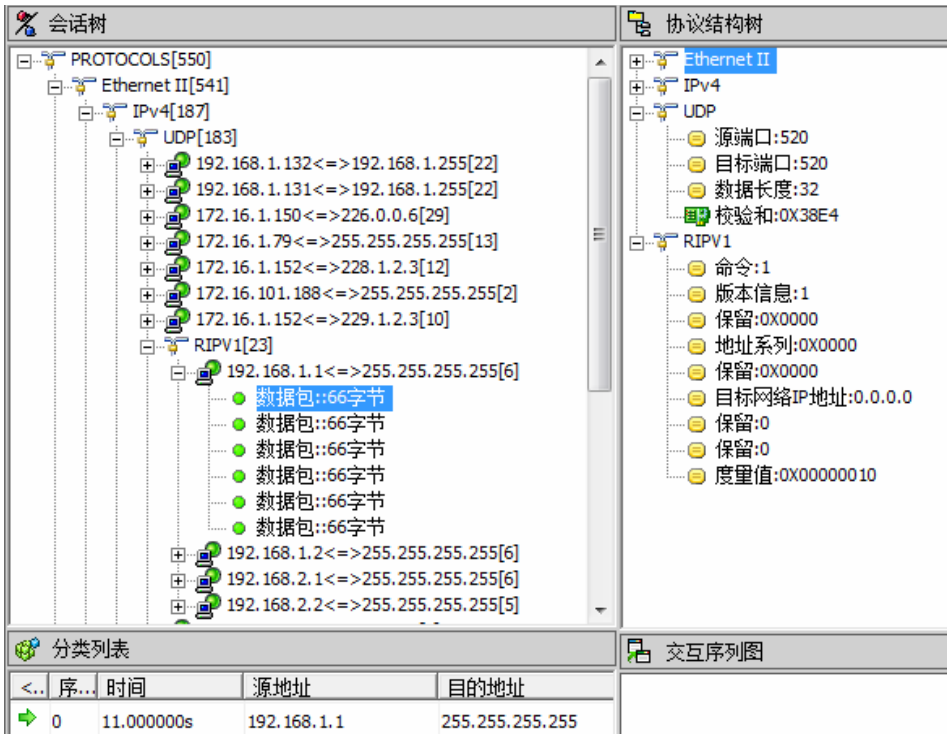 会话树
PROTOCOLS[550]
Ethernet II[541]
IPv4[187]
UDP[183]
192.168.1.132<=>192.168.1.255[22]
192.168.1.131<=>192.168.1.255[22]
172.16.1.150<=>226.0.0.6[29]
172.16.1.79<=>255.255.255.255[13]
172.16.1.152<=>228.1.2.3[12]
172.16.101.188<=>255.255.255.255[2]
172.16.1.152<=>229.1.2.3[10]
RIPV1[23]
192.168.1.1<=>255.255.255.255[6]
数据包::66字节
数据包::66字节
数据包::66字节
数据包::66字节
数据包::66字节
数据包::66字节
192.168.1.2<=>255.255.255.255[6]
192.168.2.1<=>255.255.255.255[6]
192.168.2.2<=>255.255.255.255[5]
协议结构树
Ethernet II
IPv4
UDP
源端口:520
目标端口:520
数据长度:32
校验和:0X38E4
RIPV1
命令:1
版本信息:1
保留:0X0000
地址系列:0X0000
保留:0X0000
目标网络IP地址:0.0.0.0
保留:0
保留:0
度量值:0X00000010
分类列表
<.. 序... 时间 源地址 目的地址
0 11.000000s 192.168.1.1 255.255.255.255
交互序列图